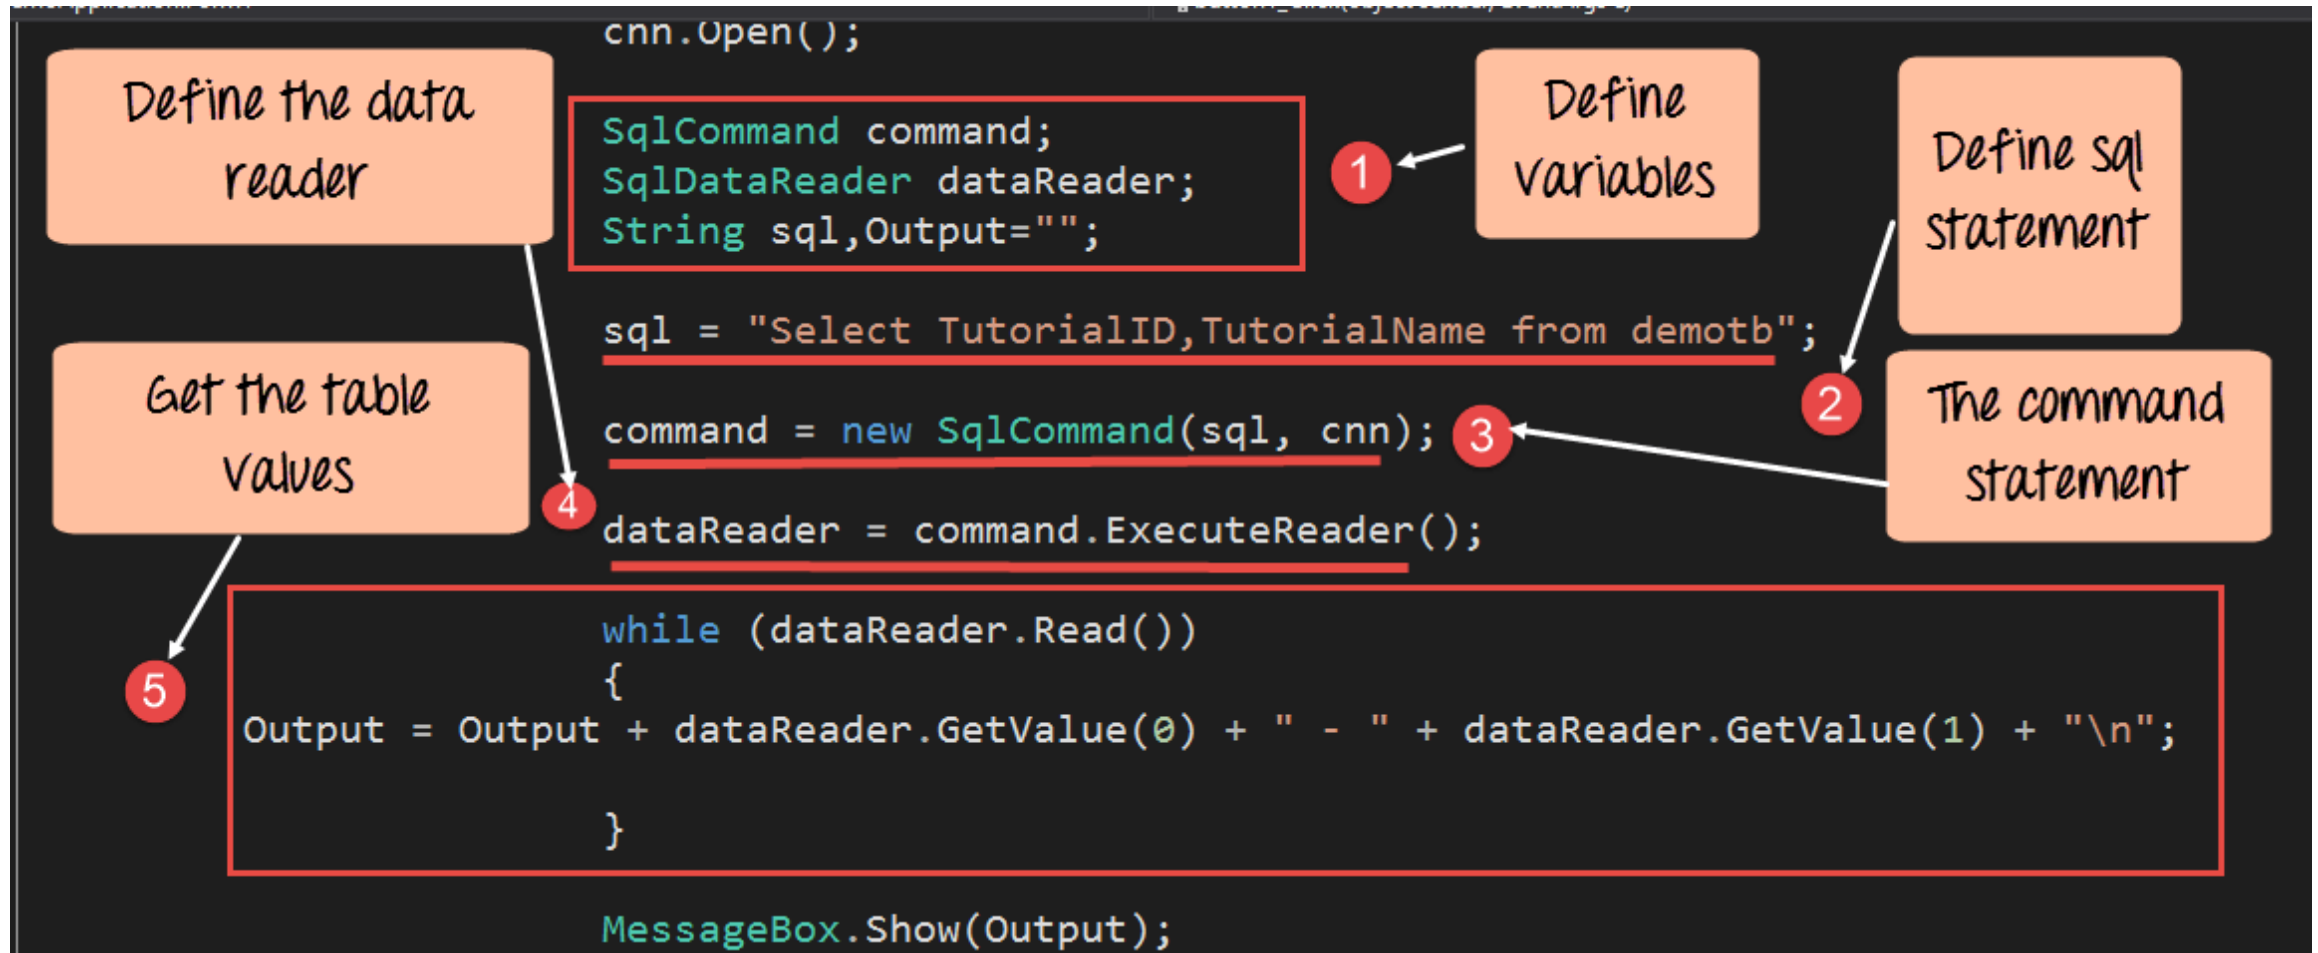 cnn.Open();
Define the data
reader
SqlCommand command;
SqlDataReader dataReader;
String sql,Output="";
1
Define
variables
Define sql
statement
sql = "Select TutorialID,TutorialName from demotb";
2
Get the table
values
command = new SqlCommand(sql, cnn);
3
The command
statement
4
dataReader = command.ExecuteReader();
5
while (dataReader.Read())
{
Output = Output + dataReader.GetValue(0) + " - " + dataReader.GetValue(1) + "\n";
}
MessageBox.Show(Output);